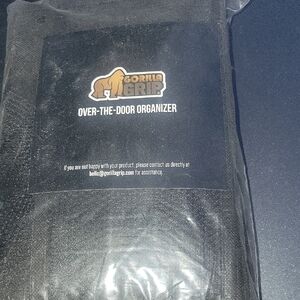 GORILLA
GRIP
OVER-THE-DOOR ORGANIZER
If you are not happy with your product, please contact us directly at
hello@gorillagrip.com for assistance.